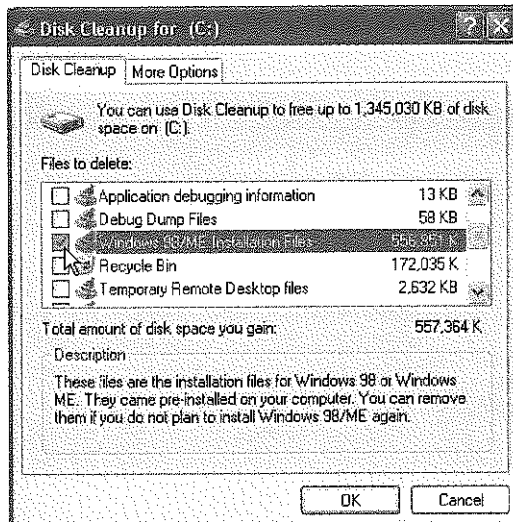 Disk Cleanup for (C:)
Disk Cleanup
More Options
You can use Disk Cleanup to free up to 1,345,030 KB of disk
space on (C:).
Files to delete:
Application debugging information 13 KB
Debug Dump Files 58 KB
Windows 98/ME Installation Files
Recycle Bin 172,035 K
Temporary Remote Desktop files 2,632 KB
Total amount of disk space you gain: 557,364 K
Description
These files are the installation files for Windows 98 or Windows
ME. They came pre-installed on your computer. You can remove
them if you do not plan to install Windows 98/ME again.
OK Cancel